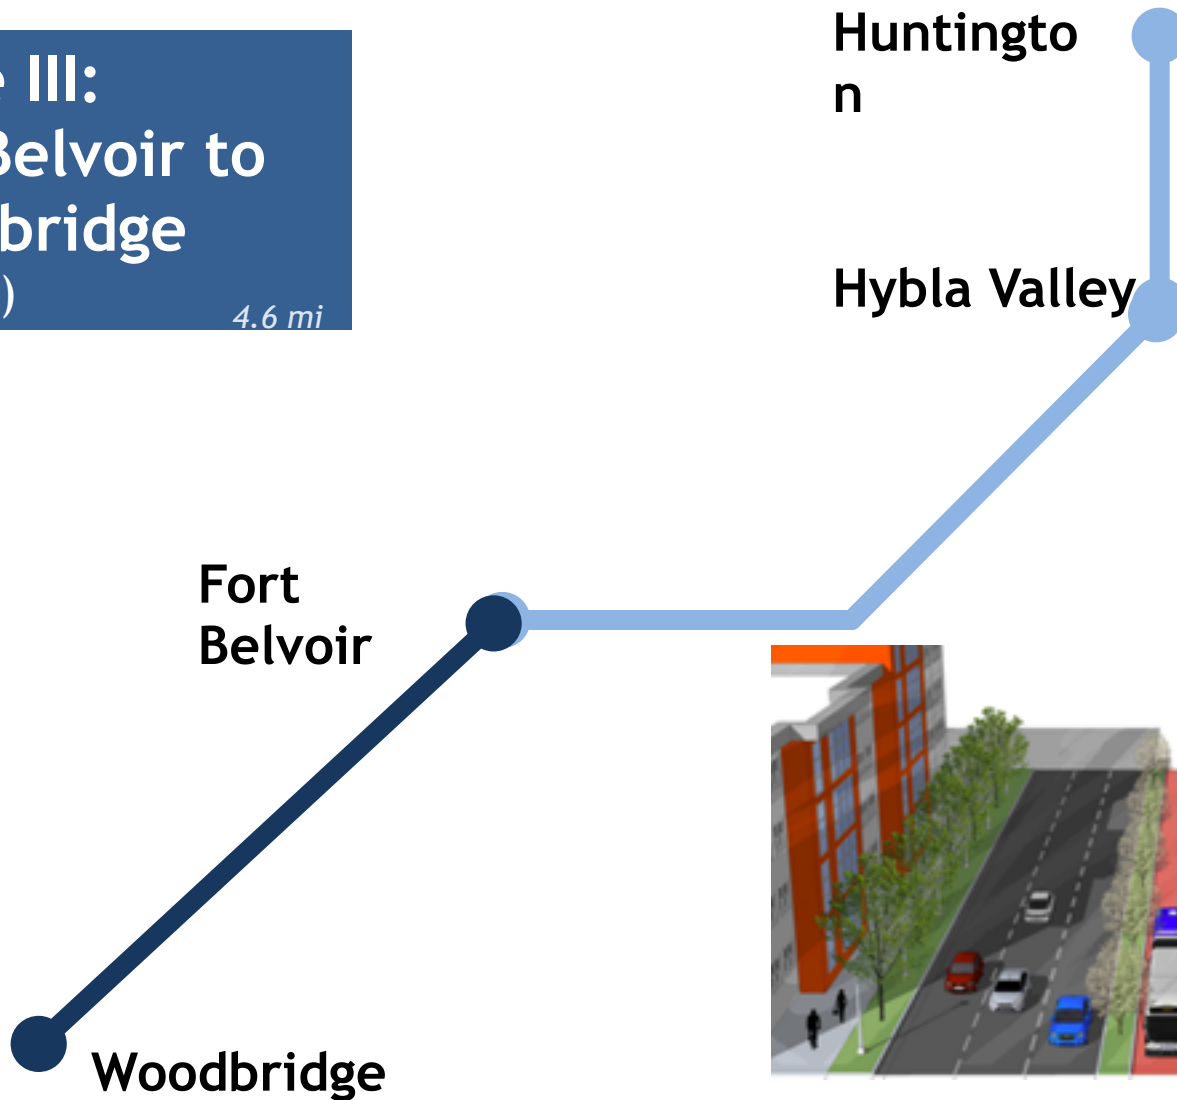 III:
Belvoir to
bridge
)
4.6 mi
Huntingto
n
Hybla Valley
Fort
Belvoir
Woodbridge